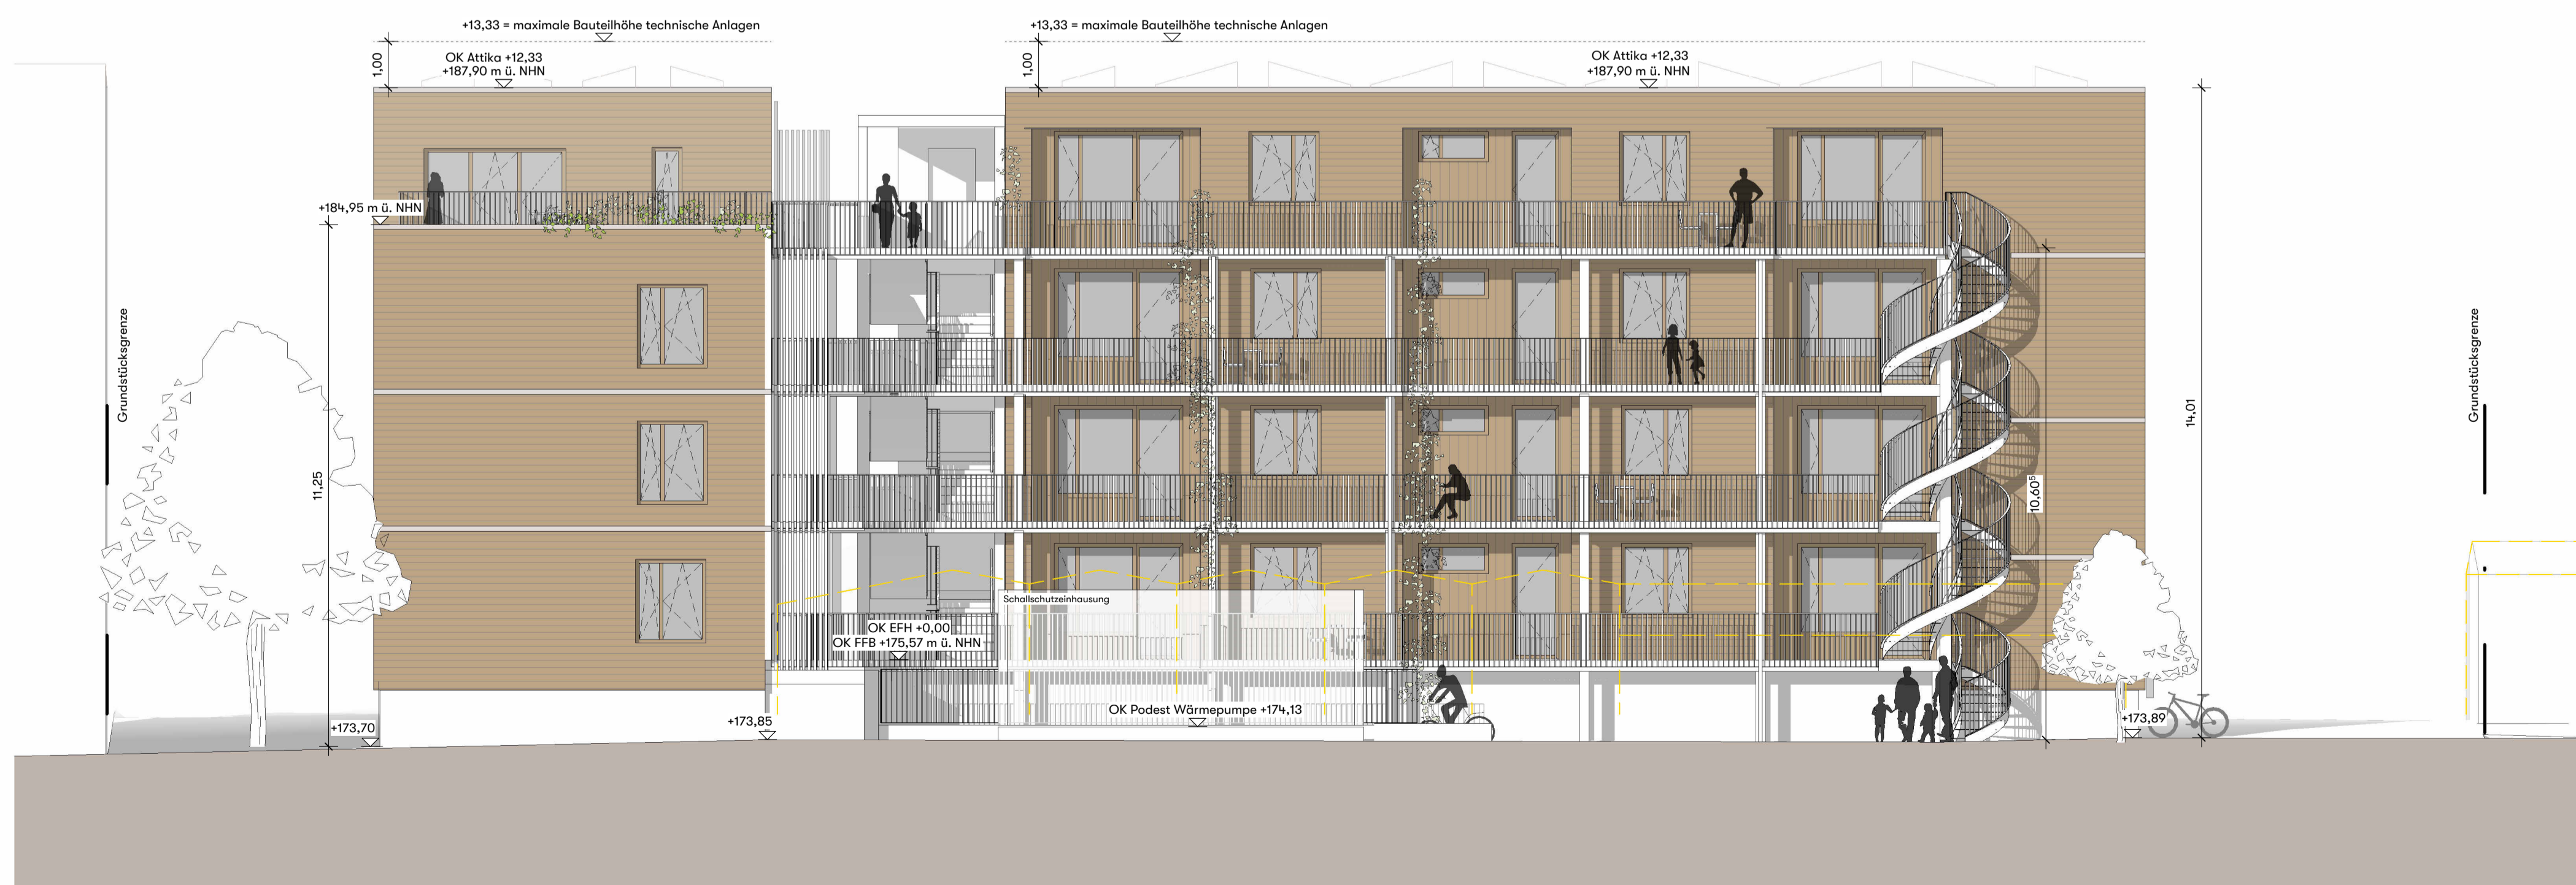 +13,33 = maximale Bauteilhöhe technische Anlagen
+13,33 = maximale Bauteilhöhe technische Anlagen
1,00
OK Attika +12,33
+187,90 m ü. NHN
1,00
OK Attika +12,33
+187,90 m ü. NHN
+184,95 m ü. NHN
Grundstücksgrenze
Grundstücksgrenze
14,01
11,25
10,60⁵
Schallschutzeinhausung
OK EFH +0,00
OK FFB +175,57 m ü. NHN
OK Podest Wärmepumpe +174,13
+173,70
+173,85
+173,89